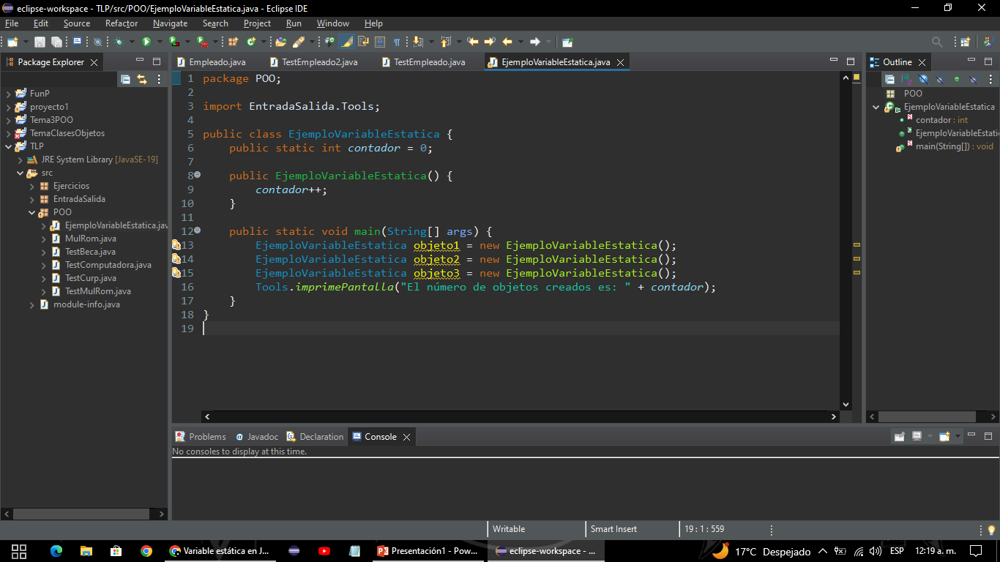 eclipse-workspace - TLP/src/POO/EjemploVariableEstatica.java - Eclipse IDE
File Edit Source Refactor Navigate Search Project Run Window Help
Package Explorer
FunP
proyecto1
Tema3POO
TemaClasesObjetos
TLP
JRE System Library [JavaSE-19]
src
Ejercicios
EntradaSalida
POO
EjemploVariableEstatica.jav
MulRom.java
TestBeca.java
TestComputadora.java
TestCurp.java
TestMulRom.java
module-info.java
Empleado.java TestEmpleado2.java TestEmpleado.java EjemploVariableEstatica.java
1 package POO;
2
3 import EntradaSalida.Tools;
4
5 public class EjemploVariableEstatica {
6 public static int contador = 0;
7
8 public EjemploVariableEstatica() {
9 contador++;
10 }
11
12 public static void main(String[] args) {
13 EjemploVariableEstatica objeto1 = new EjemploVariableEstatica();
14 EjemploVariableEstatica objeto2 = new EjemploVariableEstatica();
15 EjemploVariableEstatica objeto3 = new EjemploVariableEstatica();
16 Tools.imprimePantalla("El número de objetos creados es: " + contador);
17 }
18 }
19
Outline
POO
EjemploVariableEstatica
contador : int
EjemploVariableEstati
main(String[]) : void
Problems Javadoc Declaration Console
No consoles to display at this time.
Writable Smart Insert 19 : 1 : 559
Variable estática en J... Presentación1 - Pow... eclipse-workspace - ... 17°C Despejado ESP 12:19 a. m.